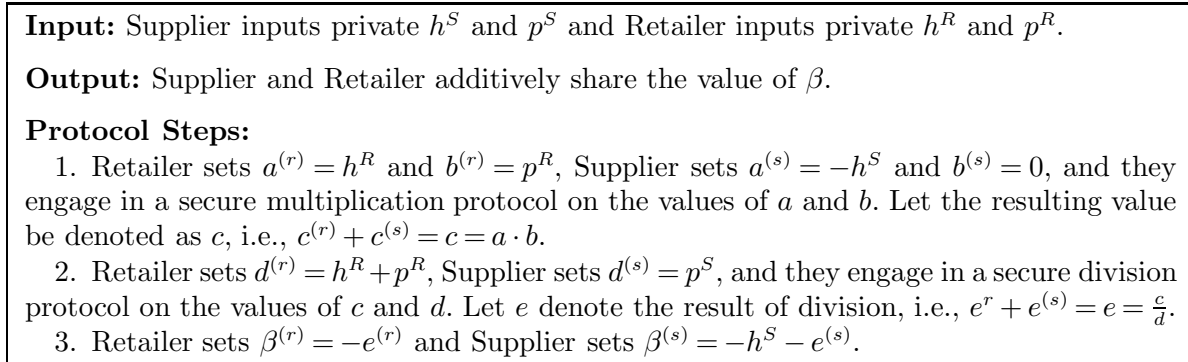 Input: Supplier inputs private h^S and p^S and Retailer inputs private h^R and p^R.
Output: Supplier and Retailer additively share the value of β.
Protocol Steps:
1. Retailer sets a^(r) = h^R and b^(r) = p^R, Supplier sets a^(s) = −h^S and b^(s) = 0, and they
engage in a secure multiplication protocol on the values of a and b. Let the resulting value
be denoted as c, i.e., c^(r) + c^(s) = c = a · b.
2. Retailer sets d^(r) = h^R + p^R, Supplier sets d^(s) = p^S, and they engage in a secure division
protocol on the values of c and d. Let e denote the result of division, i.e., e^r + e^(s) = e = c/d.
3. Retailer sets β^(r) = −e^(r) and Supplier sets β^(s) = −h^S − e^(s).